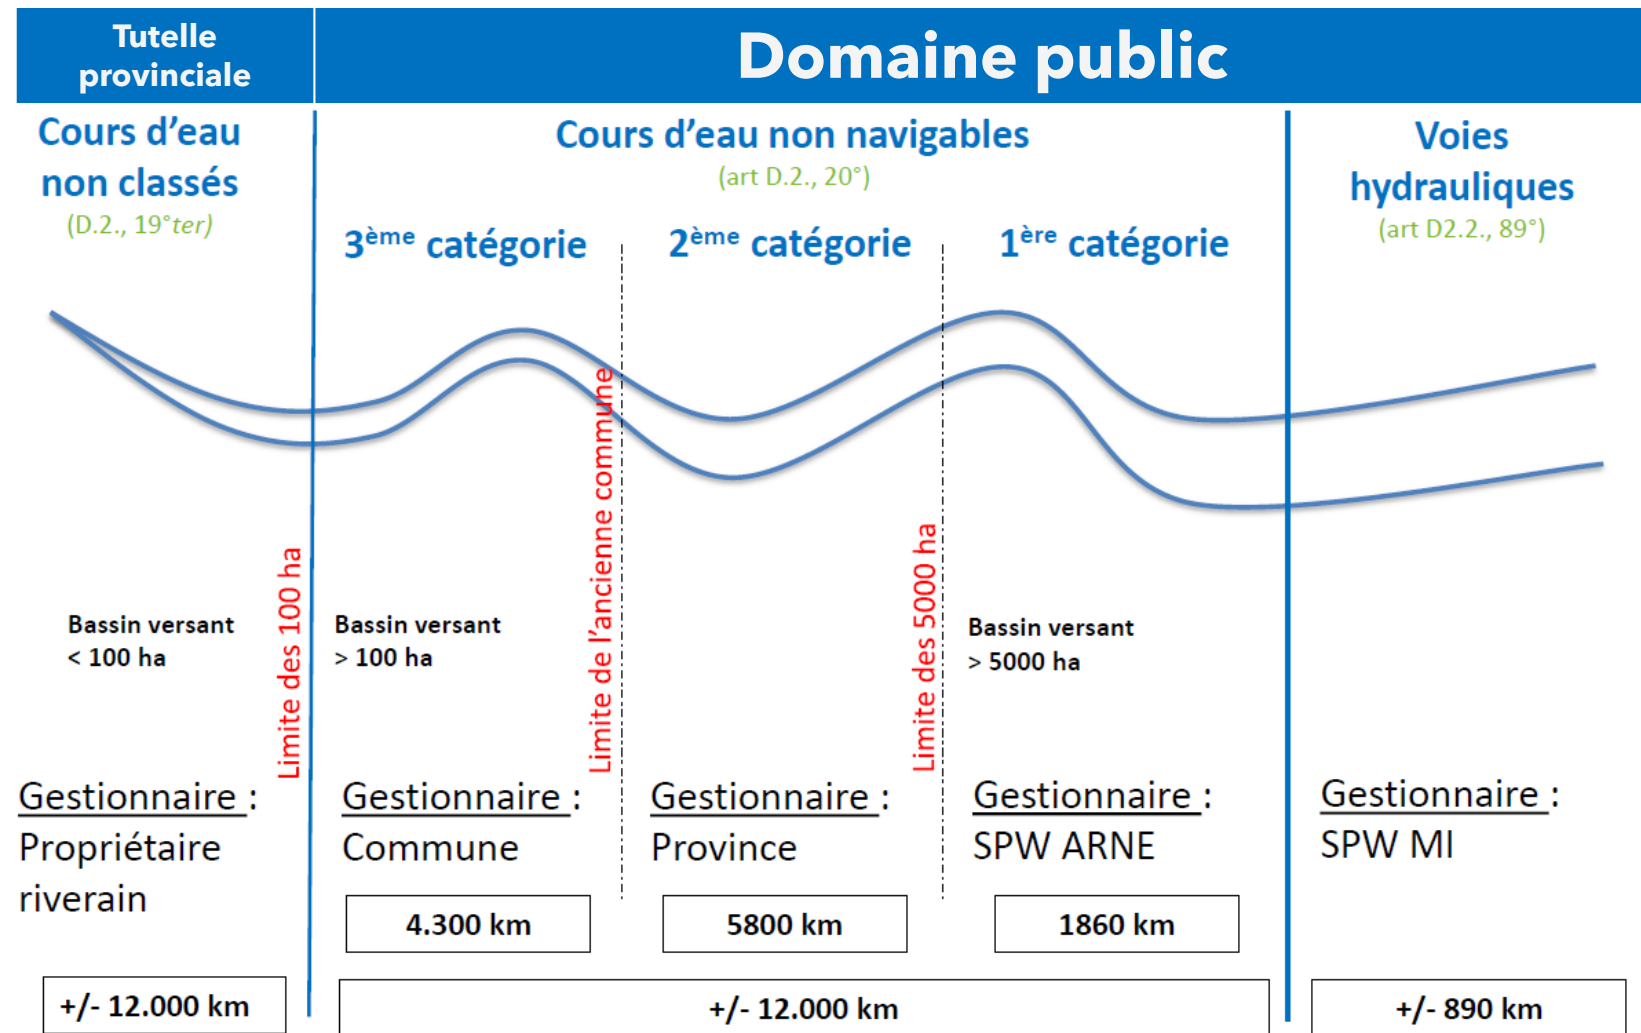 Tutelle
provinciale
Domaine public
Cours d’eau
non classés
(D.2., 19°ter)
Cours d’eau non navigables
(art D.2., 20°)
3ème catégorie
2ème catégorie
1ère catégorie
Voies
hydrauliques
(art D2.2., 89°)
Limite des 100 ha
Limite de l’ancienne commune
Limite des 5000 ha
Bassin versant
< 100 ha
Bassin versant
> 100 ha
Bassin versant
> 5000 ha
Gestionnaire :
Propriétaire
riverain
Gestionnaire :
Commune
Gestionnaire :
Province
Gestionnaire :
SPW ARNE
Gestionnaire :
SPW MI
4.300 km
5800 km
1860 km
+/- 12.000 km
+/- 12.000 km
+/- 890 km